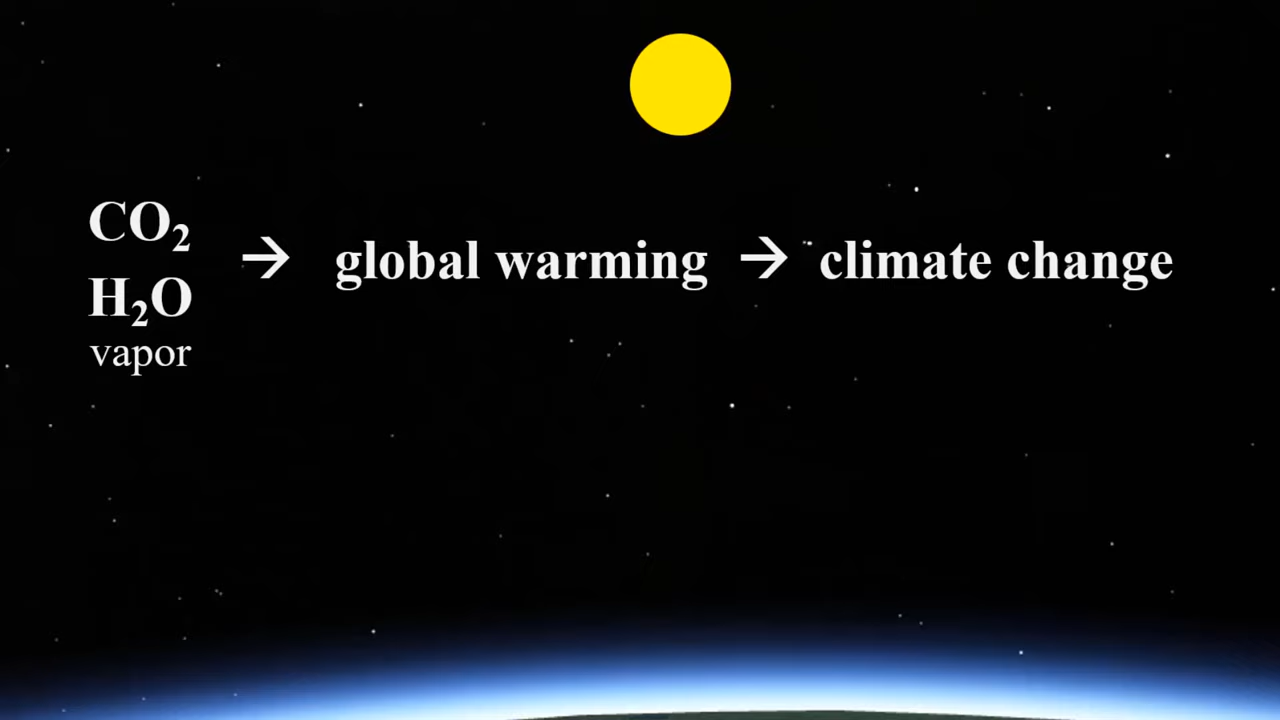 CO₂
H₂O
vapor
→ global warming → climate change